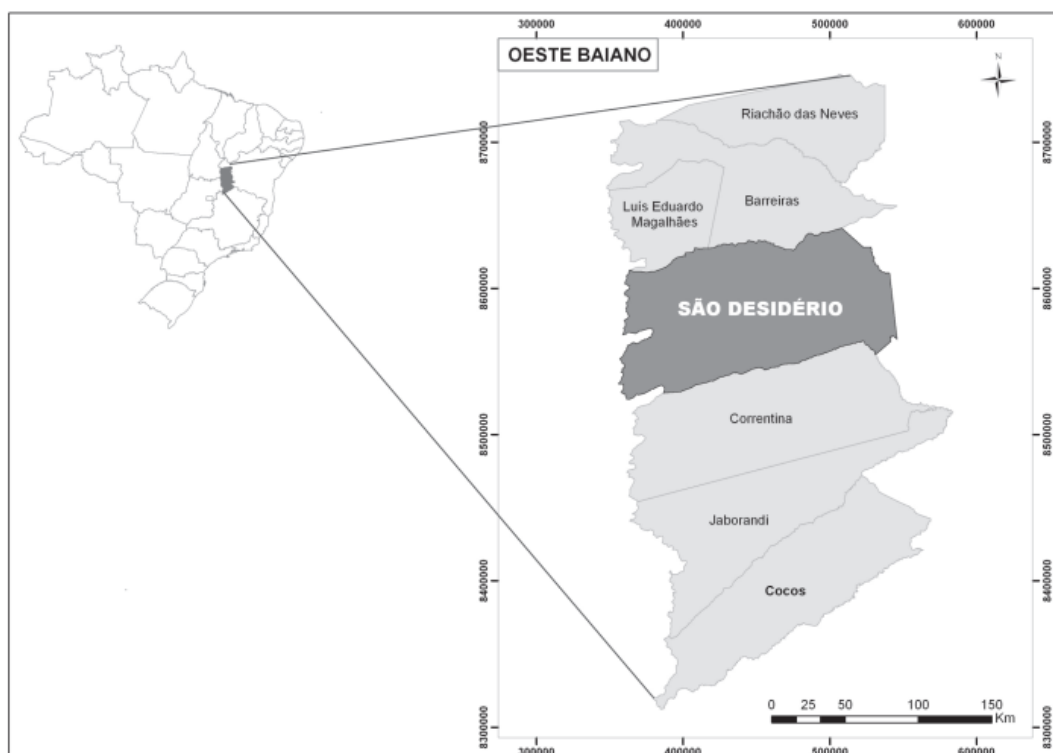 300000 400000 500000 600000
OESTE BAIANO
N
Riachão das Neves
8700000 8700000
Luis Eduardo
Magalhães
Barreiras
8600000 8600000
SÃO DESIDÉRIO
Correntina
8500000 8500000
Jaborandi
8400000 8400000
Cocos
0 25 50 100 150
Km
8300000 8300000
300000 400000 500000 600000